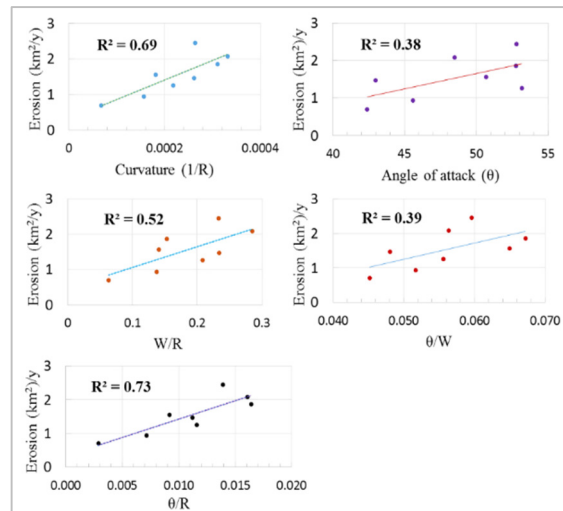 R² = 0.69
Erosion (km²/y)
3
2
1
0
0
0.0002
0.0004
Curvature (1/R)
R² = 0.38
Erosion (km²)/y
3
2
1
0
40
45
50
55
Angle of attack (θ)
R² = 0.52
Erosion (km²)/y
3
2
1
0
0
0.1
0.2
0.3
W/R
R² = 0.39
Erosion (km²)/y
3
2
1
0
0.040
0.050
0.060
0.070
θ/W
R² = 0.73
Erosion (km²)/y
3
2
1
0
0.000
0.005
0.010
0.015
0.020
θ/R